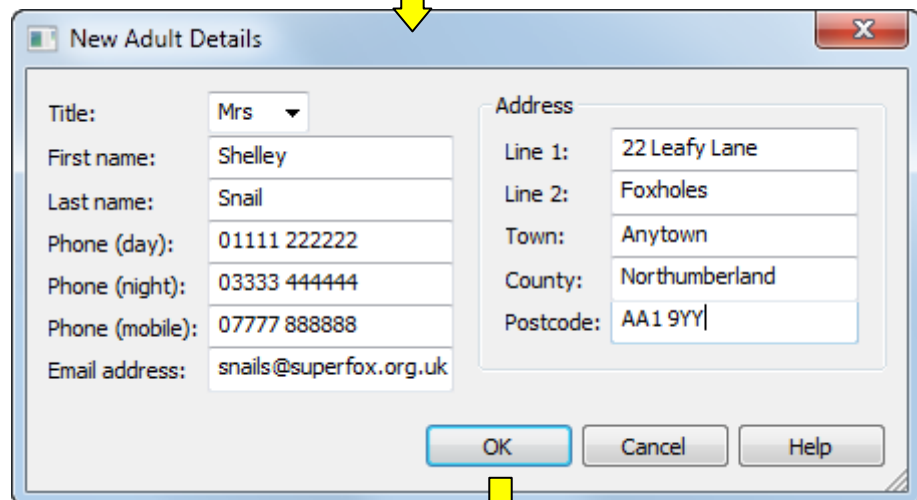 New Adult Details
Title: Mrs
First name: Shelley
Last name: Snail
Phone (day): 01111 222222
Phone (night): 03333 444444
Phone (mobile): 07777 888888
Email address: snails@superfox.org.uk
Address
Line 1: 22 Leafy Lane
Line 2: Foxholes
Town: Anytown
County: Northumberland
Postcode: AA1 9YY
OK Cancel Help